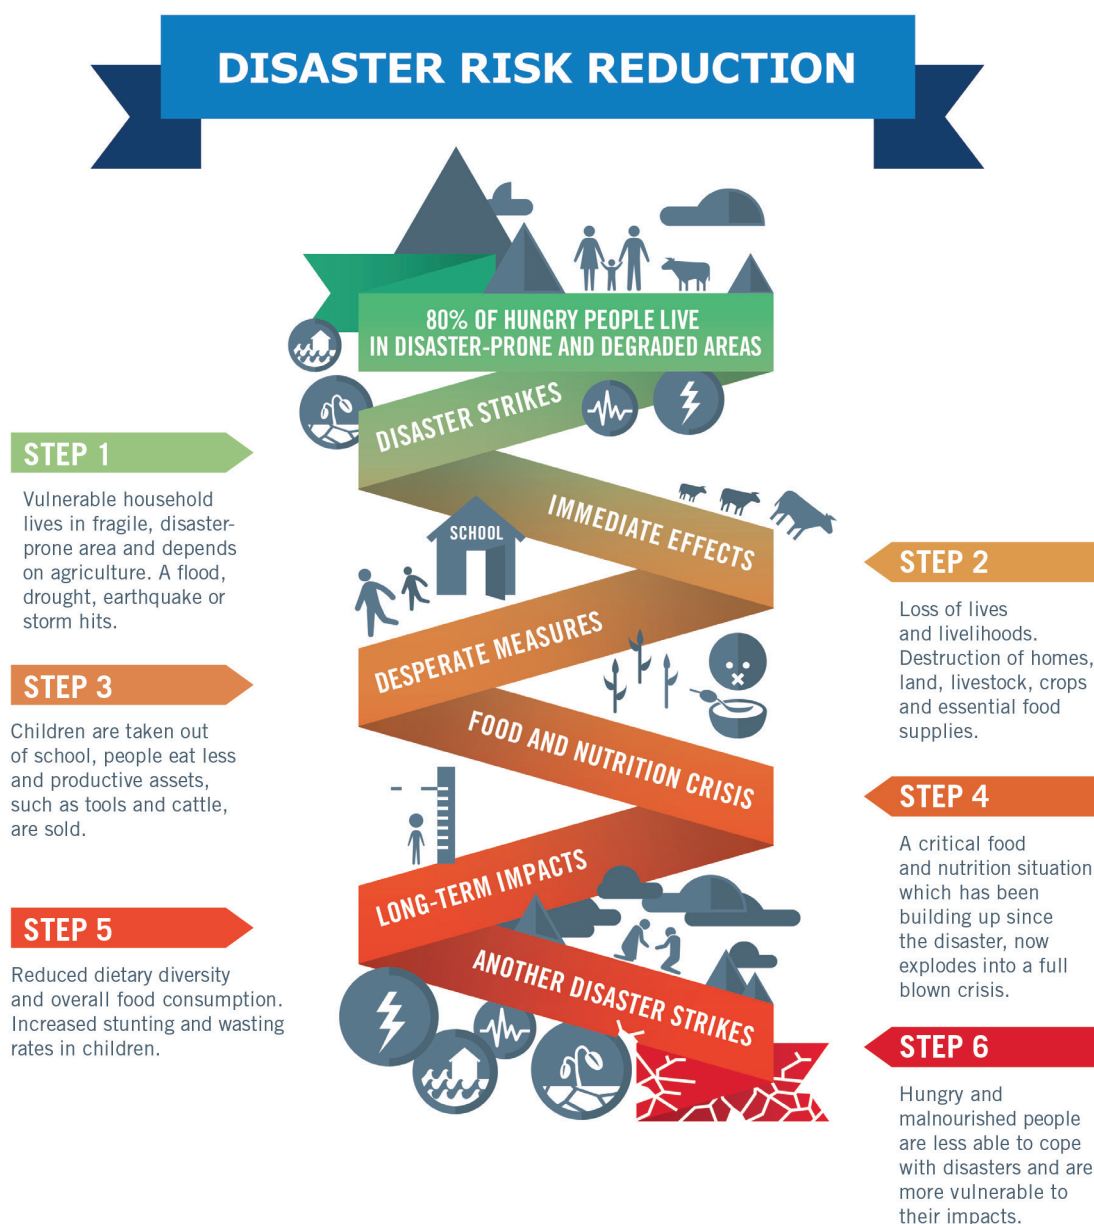 DISASTER RISK REDUCTION
80% OF HUNGRY PEOPLE LIVE
IN DISASTER-PRONE AND DEGRADED AREAS
DISASTER STRIKES
STEP 1
Vulnerable household
lives in fragile, disaster-
prone area and depends
on agriculture. A flood,
drought, earthquake or
storm hits.
IMMEDIATE EFFECTS
SCHOOL
STEP 2
Loss of lives
and livelihoods.
Destruction of homes,
land, livestock, crops
and essential food
supplies.
DESPERATE MEASURES
STEP 3
Children are taken out
of school, people eat less
and productive assets,
such as tools and cattle,
are sold.
FOOD AND NUTRITION CRISIS
STEP 4
A critical food
and nutrition situation
which has been
building up since
the disaster, now
explodes into a full
blown crisis.
LONG-TERM IMPACTS
STEP 5
Reduced dietary diversity
and overall food consumption.
Increased stunting and wasting
rates in children.
ANOTHER DISASTER STRIKES
STEP 6
Hungry and
malnourished people
are less able to cope
with disasters and are
more vulnerable to
their impacts.